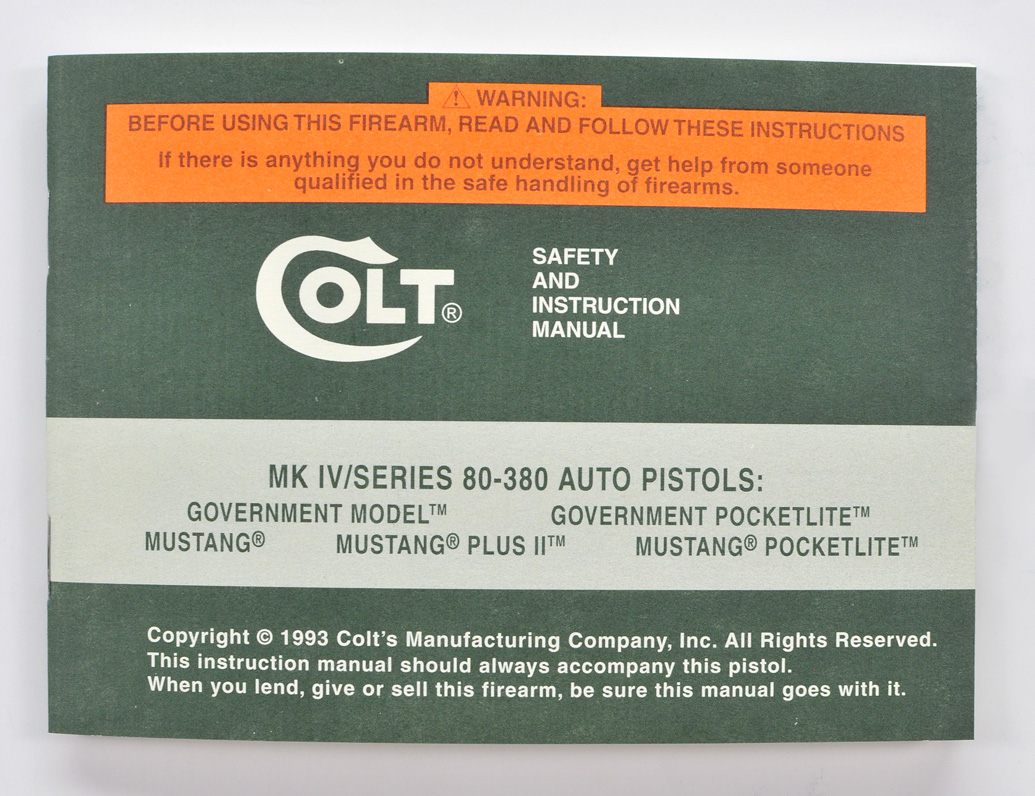 ⚠ WARNING:
BEFORE USING THIS FIREARM, READ AND FOLLOW THESE INSTRUCTIONS
If there is anything you do not understand, get help from someone
qualified in the safe handling of firearms.
COLT®
SAFETY
AND
INSTRUCTION
MANUAL
MK IV/SERIES 80-380 AUTO PISTOLS:
GOVERNMENT MODEL™ GOVERNMENT POCKETLITE™
MUSTANG® MUSTANG® PLUS II™ MUSTANG® POCKETLITE™
Copyright © 1993 Colt's Manufacturing Company, Inc. All Rights Reserved.
This instruction manual should always accompany this pistol.
When you lend, give or sell this firearm, be sure this manual goes with it.